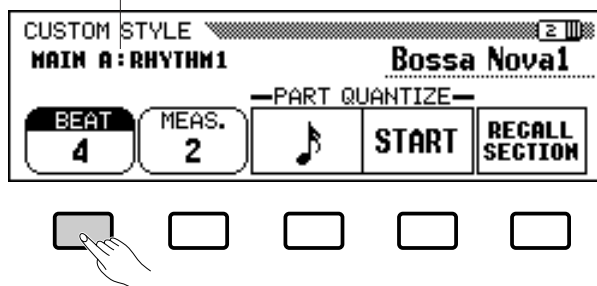 CUSTOM STYLE 2
MAIN A:RHYTHM1 Bossa Nova1
PART QUANTIZE
BEAT MEAS.
4 2 START RECALL
SECTION